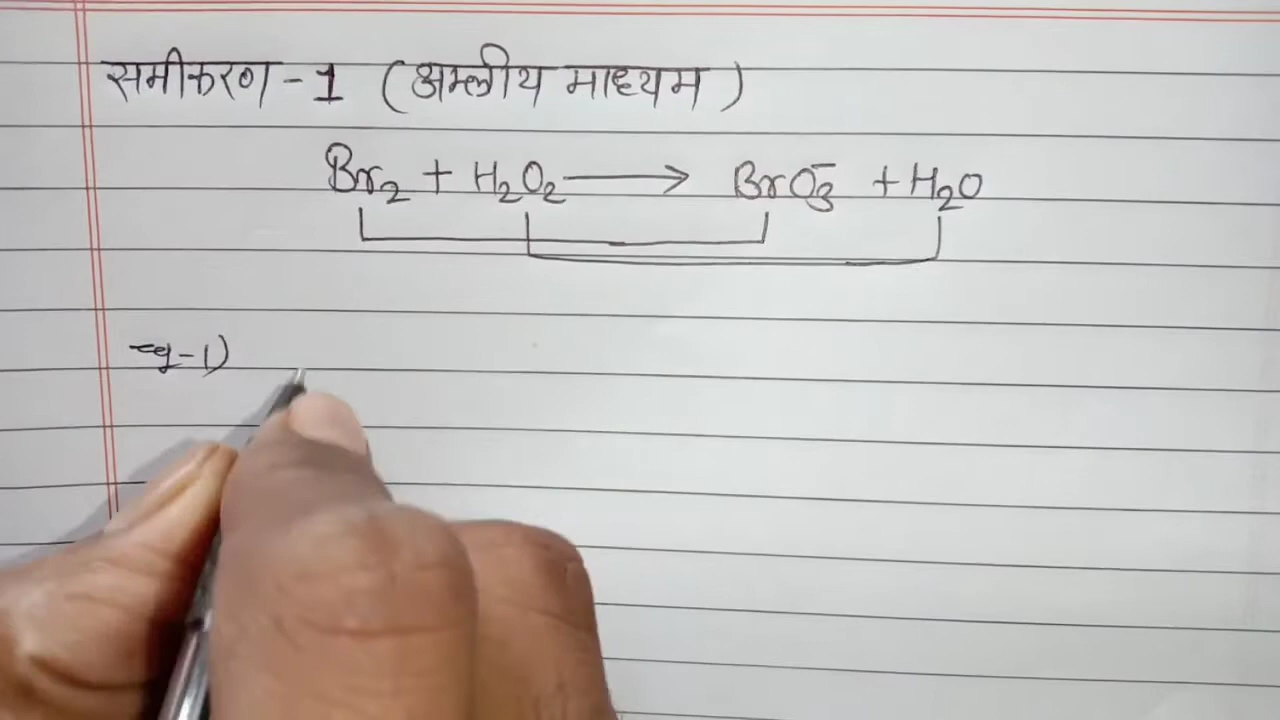 समीकरण - 1 (अम्लीय माध्यम)
Br₂ + H₂O₂ ⟶ BrO₃⁻ + H₂O
eq-1)